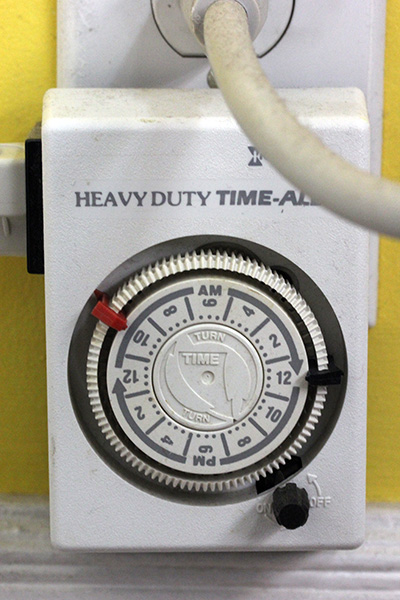 HEAVY DUTY TIME-AL
AM
8 6 4
10 2
TURN
TIME
12 12
TURN
2 10
4 6 8
PM
ON OFF